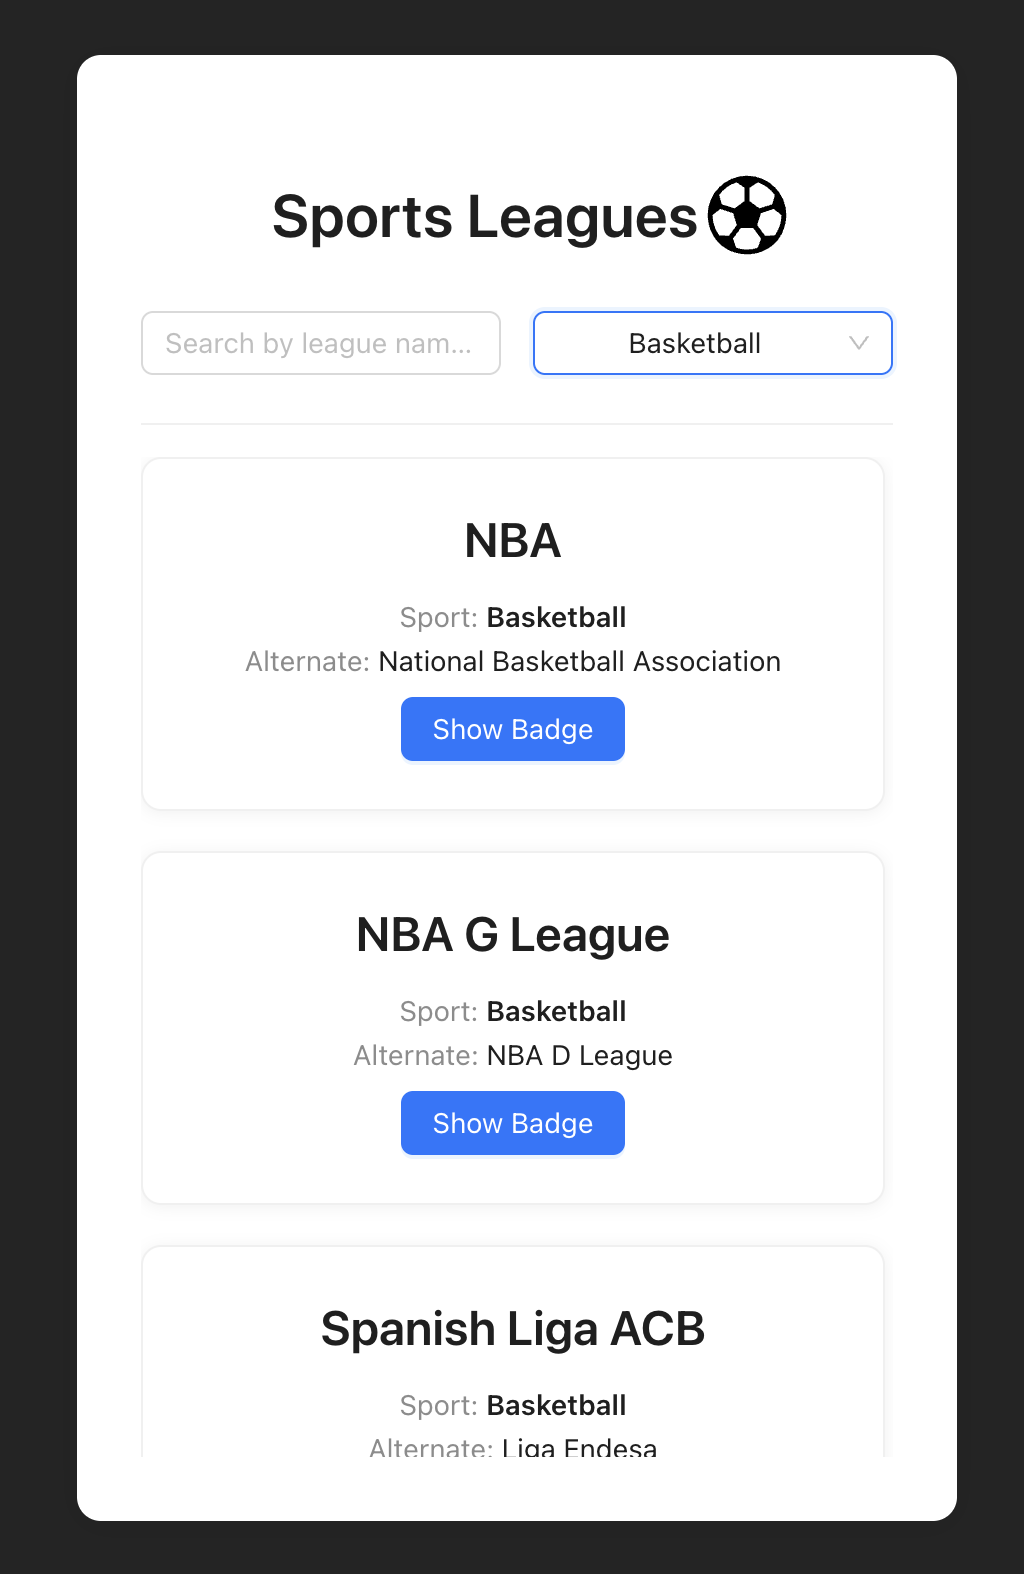 Sports Leagues
Search by league nam...
Basketball
NBA
Sport: Basketball
Alternate: National Basketball Association
Show Badge
NBA G League
Sport: Basketball
Alternate: NBA D League
Show Badge
Spanish Liga ACB
Sport: Basketball
Alternate: Liga Endesa